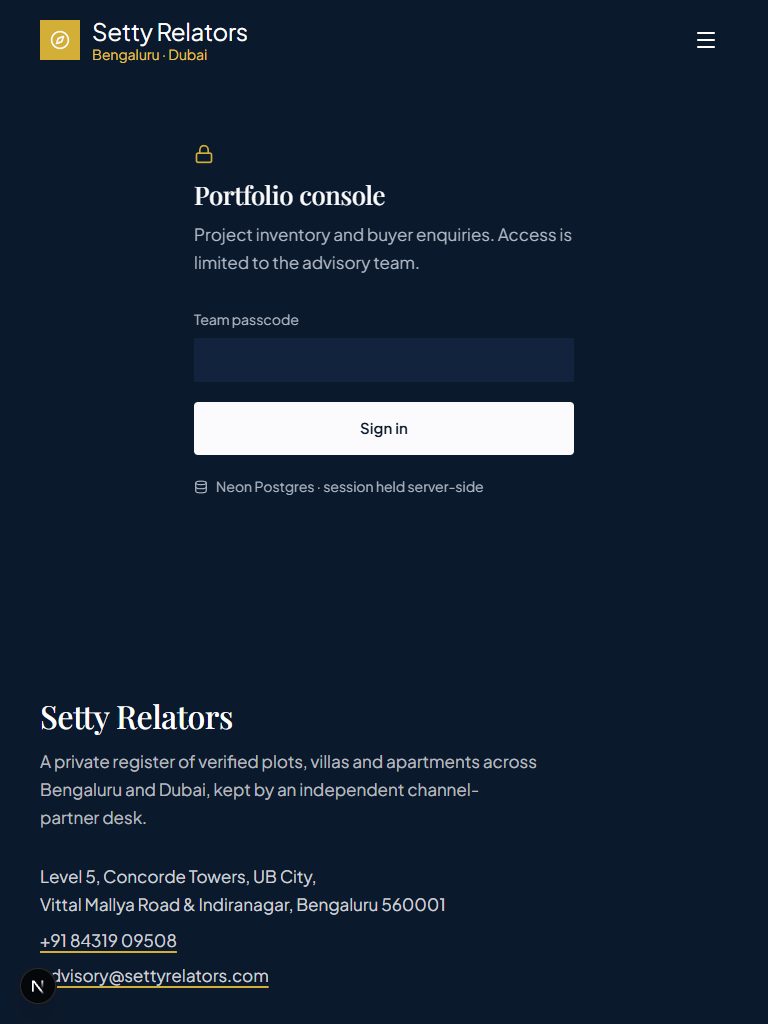 Setty Relators
Bengaluru · Dubai
Portfolio console
Project inventory and buyer enquiries. Access is
limited to the advisory team.
Team passcode
Sign in
Neon Postgres · session held server-side
Setty Relators
A private register of verified plots, villas and apartments across
Bengaluru and Dubai, kept by an independent channel-
partner desk.
Level 5, Concorde Towers, UB City,
Vittal Mallya Road & Indiranagar, Bengaluru 560001
+91 84319 09508
dvisory@settyrelators.com
N